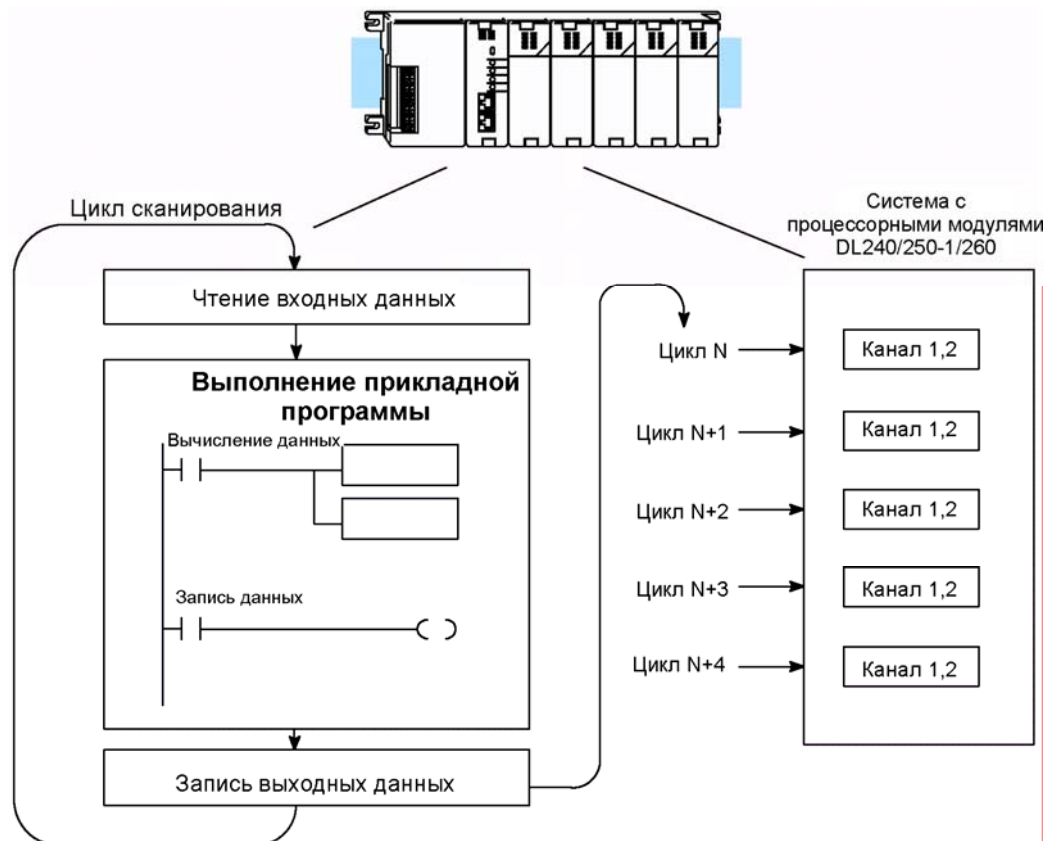 Цикл сканирования
Чтение входных данных
Выполнение прикладной
программы
Вычисление данных
Запись данных
Запись выходных данных
Система с
процессорными модулями
DL240/250-1/260
Цикл N
Канал 1,2
Цикл N+1
Канал 1,2
Цикл N+2
Канал 1,2
Цикл N+3
Канал 1,2
Цикл N+4
Канал 1,2